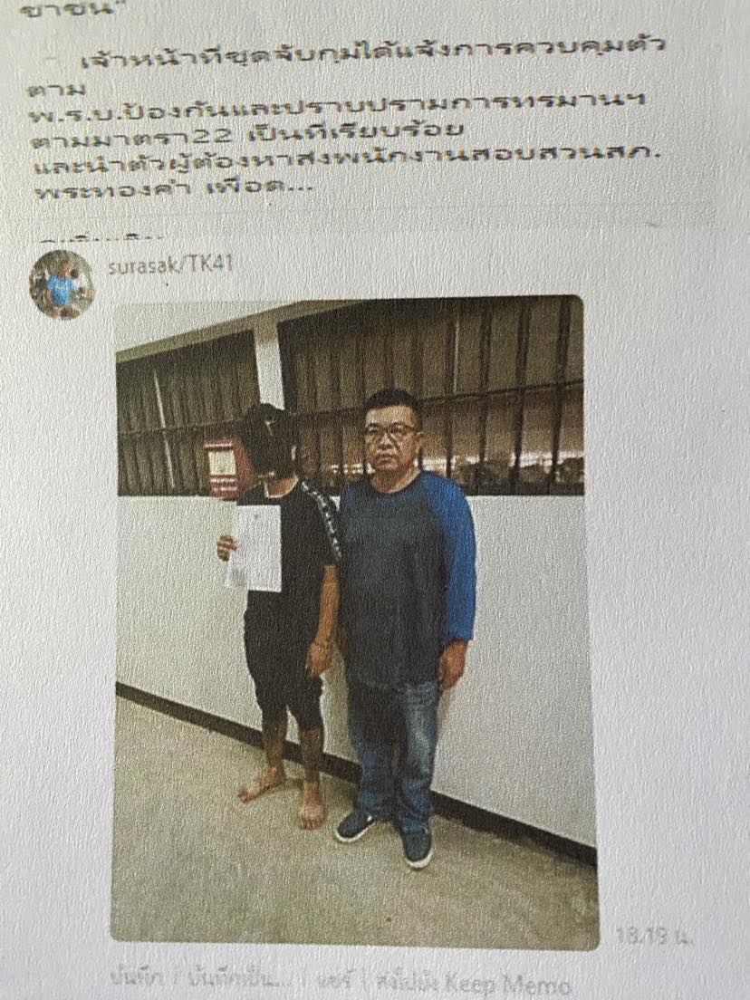 ขาชน"
เจ้าหน้าที่ชุดจับกุมได้แจ้งการควบคุมตัว
ตาม
พ.ร.บ.ป้องกันและปราบปรามการทรมานฯ
ตามมาตรา22 เป็นที่เรียบร้อย
และนำตัวผู้ต้องหาส่งพนักงานสอบสวนสภ.
พระทองคำ เพื่อด...
surasak/TK41
18.19 น.
บันทึก | บันทึกเป็น... | แชร์ | ส่งไปยัง Keep Memo